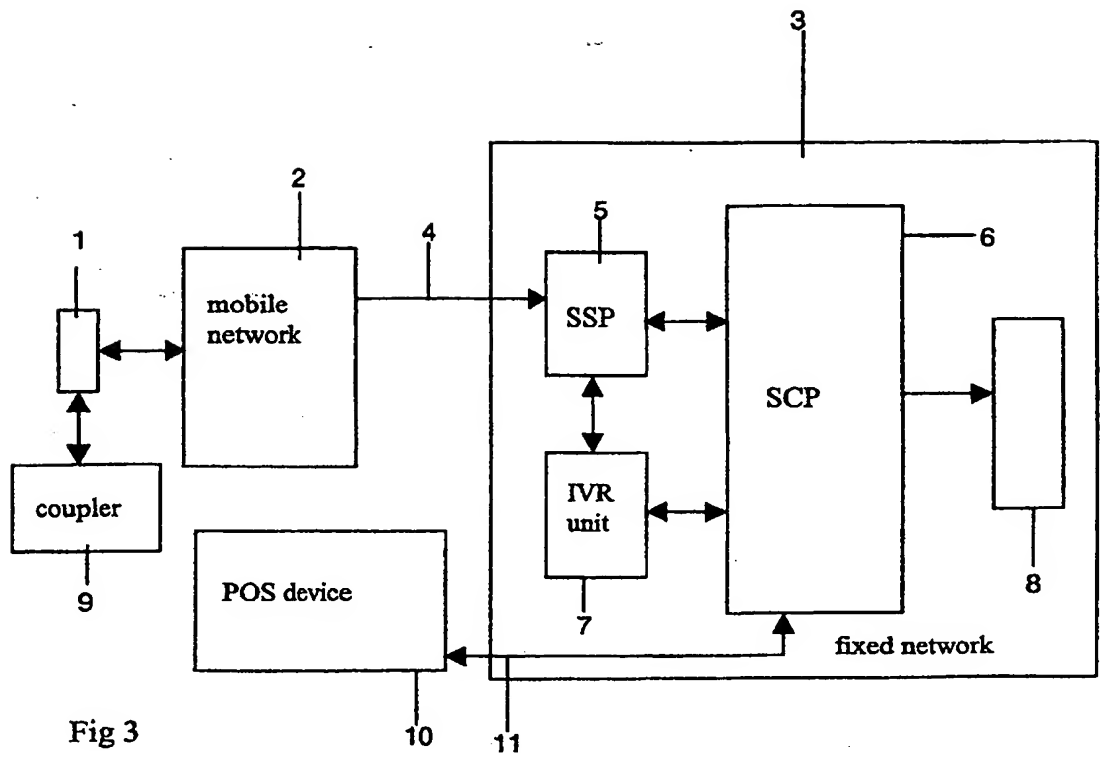 3
2
1
4
5
6
mobile
network
SSP
SCP
coupler
IVR
unit
POS device
9
7
8
fixed network
Fig 3
10
11